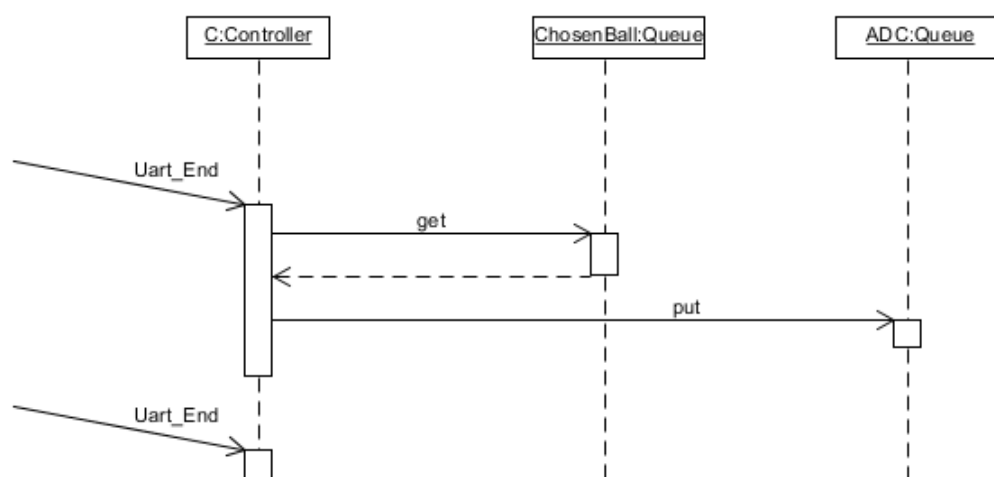 C:Controller
ChosenBall:Queue
ADC:Queue
Uart_End
get
put
Uart_End